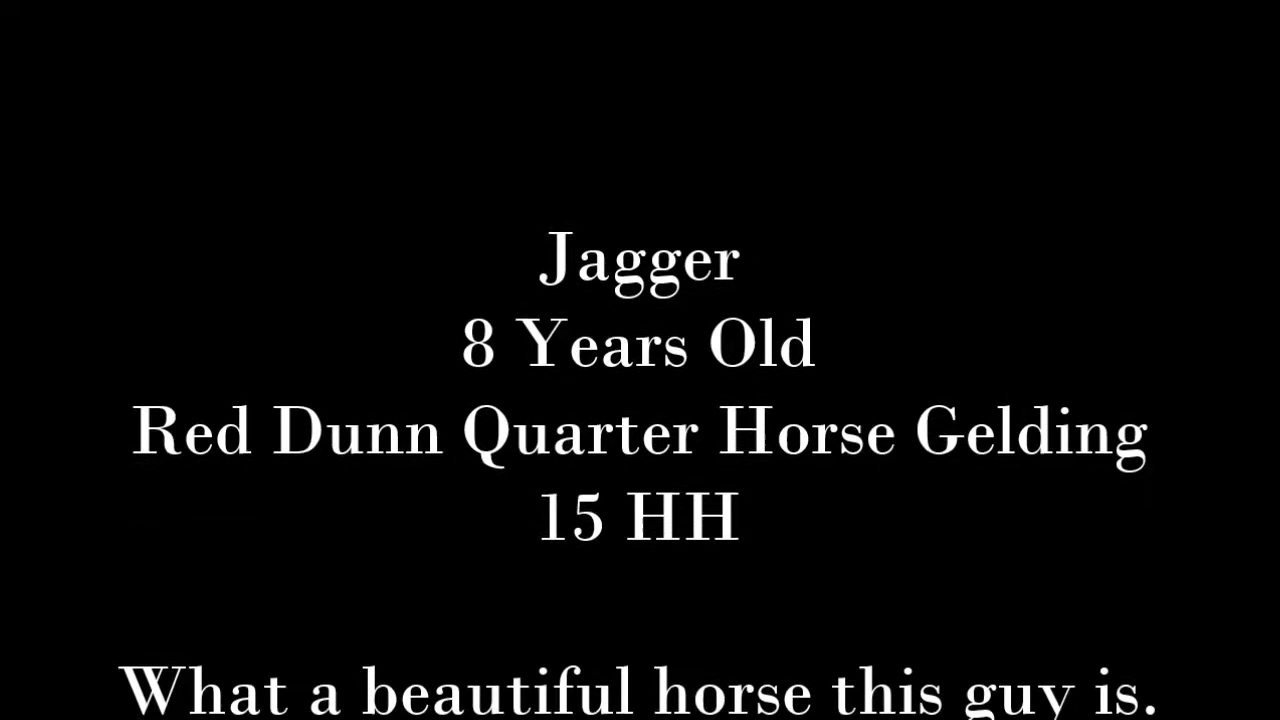 Jagger
8 Years Old
Red Dunn Quarter Horse Gelding
15 HH
What a beautiful horse this guy is.